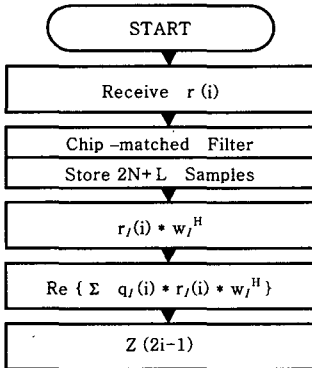 START
Receive r (i)
Chip -matched Filter
Store 2N+L Samples
r_l(i) * w_l^H
Re { Σ q_l(i) * r_l(i) * w_l^H }
Z (2i-1)